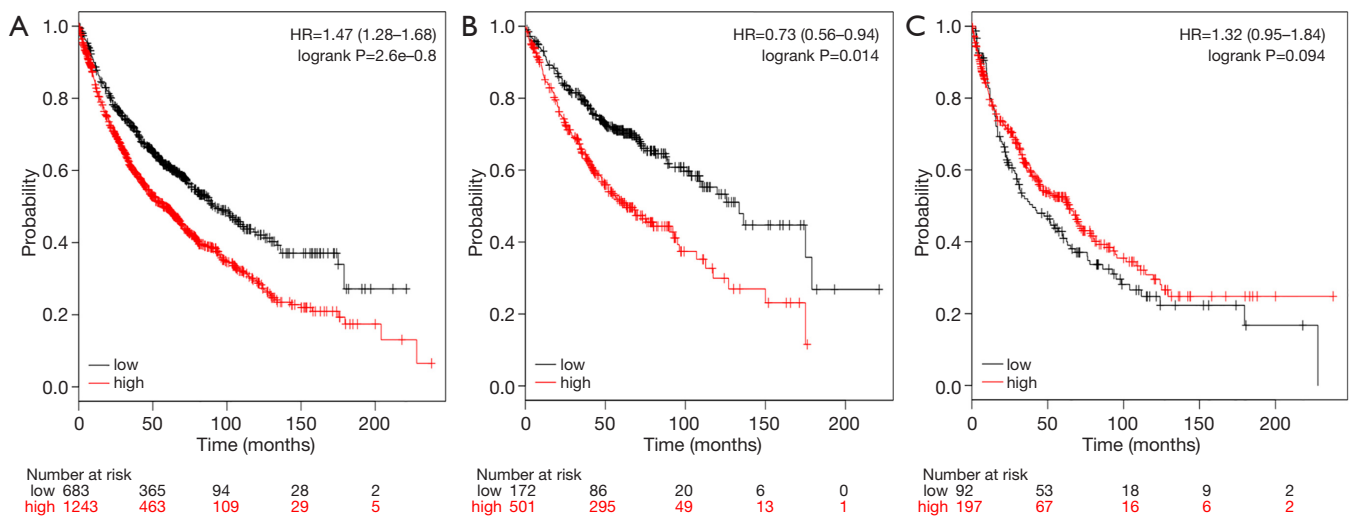 A
HR=1.47 (1.28–1.68)
logrank P=2.6e–0.8
Probability
1.0
0.8
0.6
0.4
0.2
0.0
low
high
0 50 100 150 200
Time (months)
Number at risk
low 683 365 94 28 2
high 1243 463 109 29 5
B
HR=0.73 (0.56–0.94)
logrank P=0.014
Probability
1.0
0.8
0.6
0.4
0.2
0.0
low
high
0 50 100 150 200
Time (months)
Number at risk
low 172 86 20 6 0
high 501 295 49 13 1
C
HR=1.32 (0.95–1.84)
logrank P=0.094
Probability
1.0
0.8
0.6
0.4
0.2
0.0
low
high
0 50 100 150 200
Time (months)
Number at risk
low 92 53 18 9 2
high 197 67 16 6 2